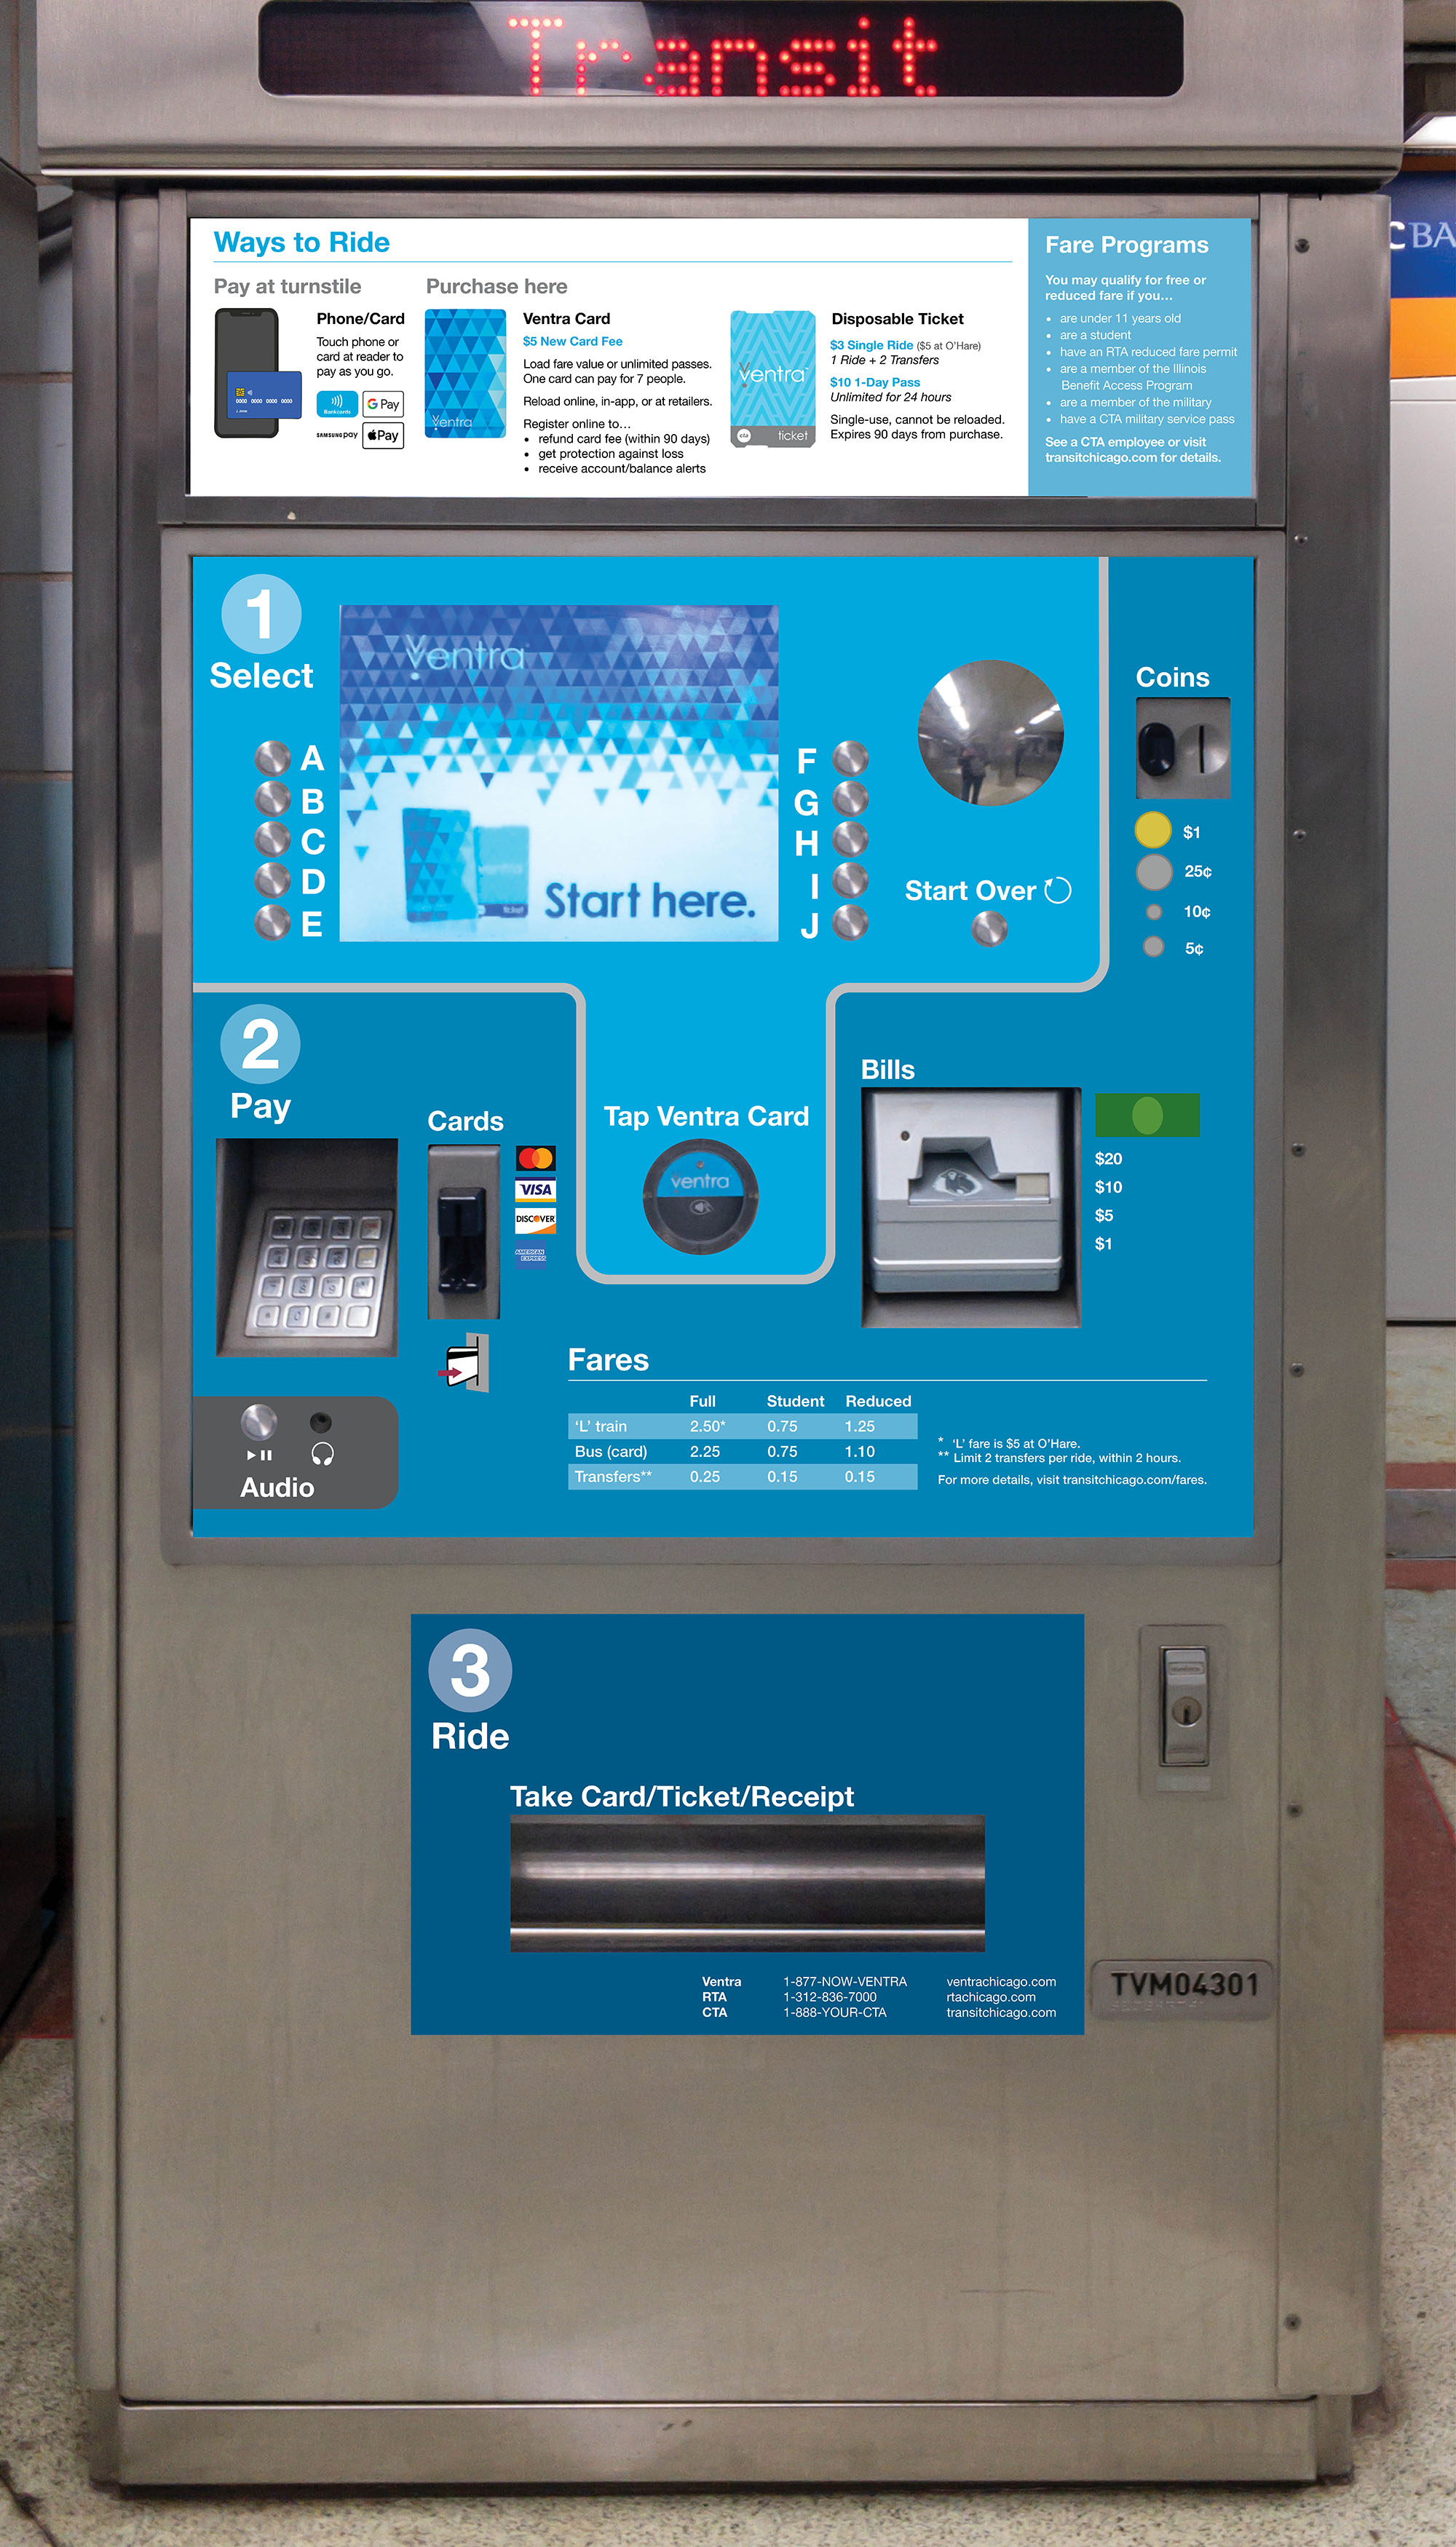 Transit
Ways to Ride
Pay at turnstile
Phone/Card
Touch phone or
card at reader to
pay as you go.
Bankcards
G Pay
SAMSUNG pay
Pay
0000 0000 0000 0000
Purchase here
Ventra
Ventra Card
$5 New Card Fee
Load fare value or unlimited passes.
One card can pay for 7 people.
Reload online, in-app, or at retailers.
Register online to…
• refund card fee (within 90 days)
• get protection against loss
• receive account/balance alerts
ventra
cta ticket
Disposable Ticket
$3 Single Ride ($5 at O'Hare)
1 Ride + 2 Transfers
$10 1-Day Pass
Unlimited for 24 hours
Single-use, cannot be reloaded.
Expires 90 days from purchase.
Fare Programs
You may qualify for free or
reduced fare if you…
• are under 11 years old
• are a student
• have an RTA reduced fare permit
• are a member of the Illinois
Benefit Access Program
• are a member of the military
• have a CTA military service pass
See a CTA employee or visit
transitchicago.com for details.
C BA
1
Select
Ventra
ticket
Start here.
A
B
C
D
E
F
G
H
I
J
Start Over
Coins
$1
25¢
10¢
5¢
2
Pay
Cards
VISA
DISCOVER
AMERICAN
EXPRESS
Tap Ventra Card
ventra
Bills
$20
$10
$5
$1
Audio
Fares
Full Student Reduced
'L' train 2.50* 0.75 1.25
Bus (card) 2.25 0.75 1.10
Transfers** 0.25 0.15 0.15
* 'L' fare is $5 at O'Hare.
** Limit 2 transfers per ride, within 2 hours.
For more details, visit transitchicago.com/fares.
3
Ride
Take Card/Ticket/Receipt
Ventra 1-877-NOW-VENTRA ventrachicago.com
RTA 1-312-836-7000 rtachicago.com
CTA 1-888-YOUR-CTA transitchicago.com
TVM04301